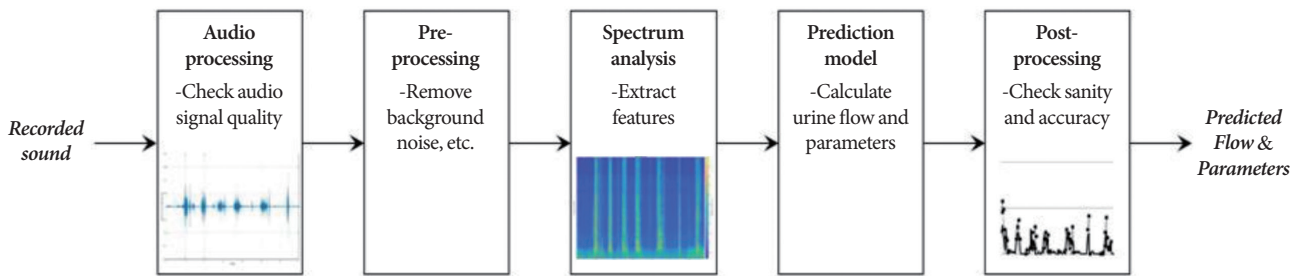 Recorded
sound
Audio
processing
-Check audio
signal quality
Pre-
processing
-Remove
background
noise, etc.
Spectrum
analysis
-Extract
features
Prediction
model
-Calculate
urine flow and
parameters
Post-
processing
-Check sanity
and accuracy
Predicted
Flow &
Parameters